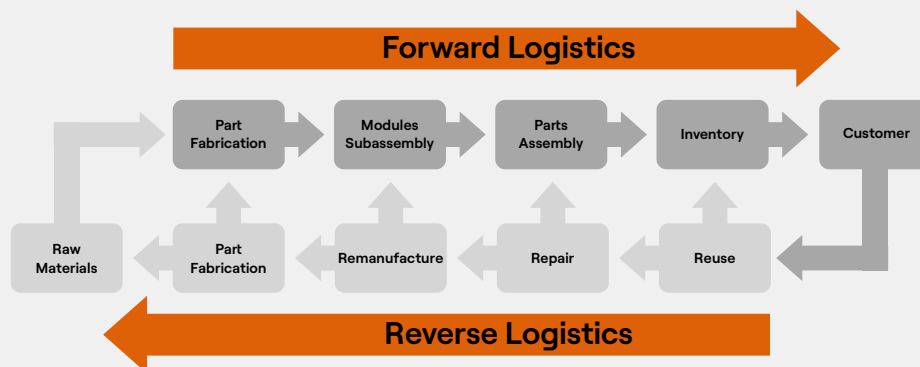 Forward Logistics
Part
Fabrication
Modules
Subassembly
Parts
Assembly
Inventory
Customer
Raw
Materials
Part
Fabrication
Remanufacture
Repair
Reuse
Reverse Logistics